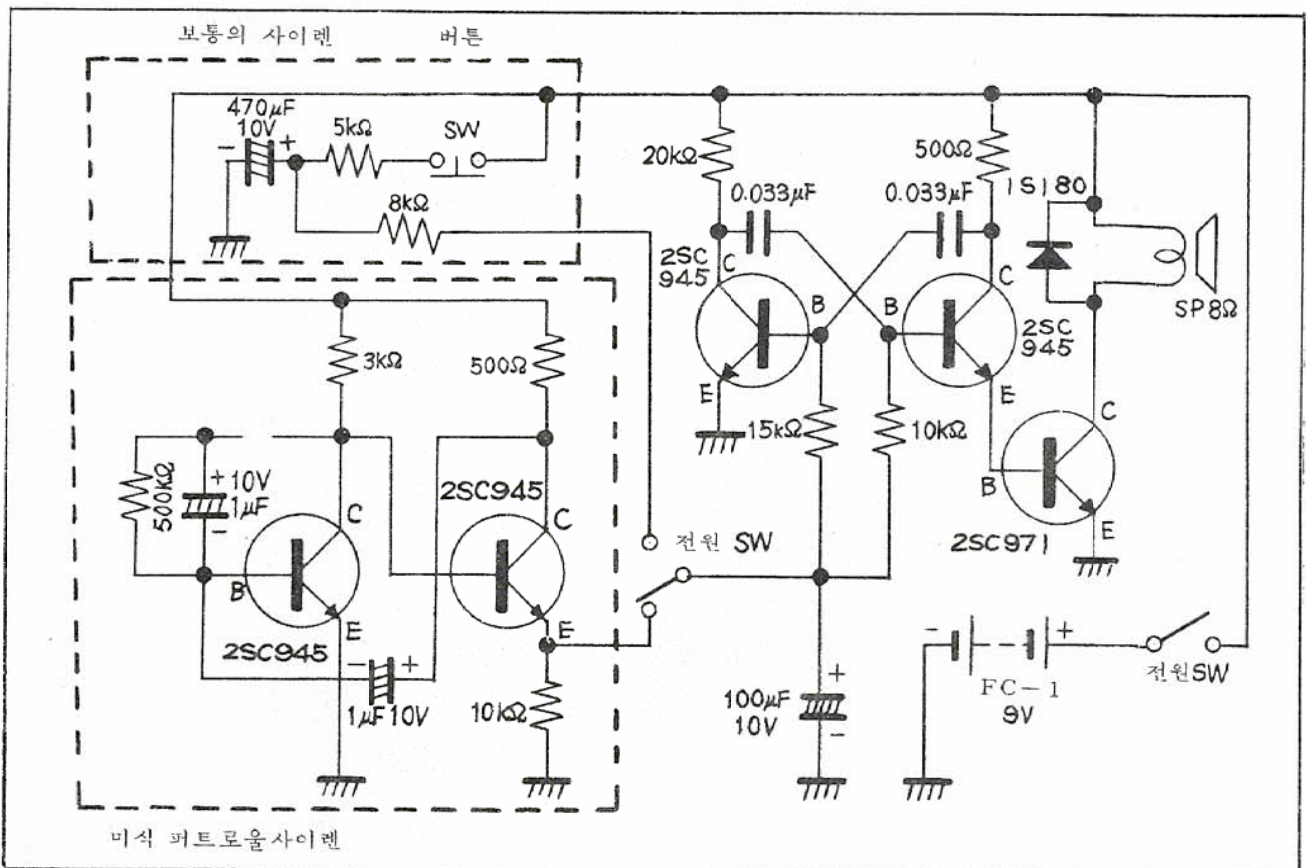 보통의 사이렌
버튼
470μF
10V
-
+
5kΩ
SW
8kΩ
20kΩ
500Ω
0.033μF
0.033μF
1S180
2SC
945
C
B
E
B
C
2SC
945
E
SP8Ω
15kΩ
10kΩ
B
C
E
2SC971
3kΩ
500Ω
500kΩ
+
10V
1μF
-
C
B
E
2SC945
2SC945
C
E
-
+
1μF 10V
10kΩ
전원 SW
100μF
10V
+
-
-
+
FC-1
9V
전원SW
미식 퍼트로울사이렌